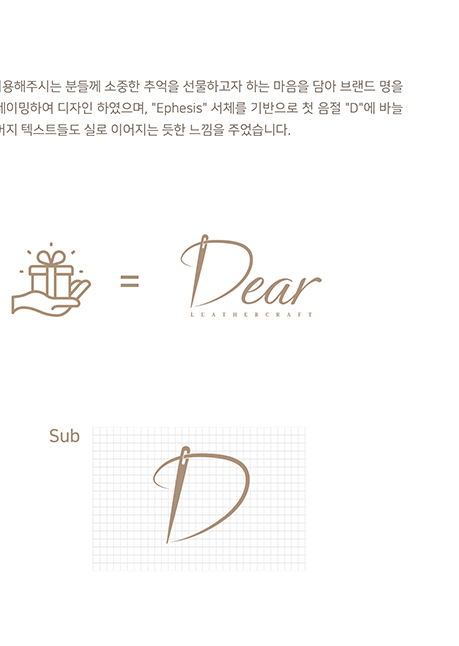 용해주시는 분들께 소중한 추억을 선물하고자 하는 마음을 담아 브랜드 명을
네이밍하여 디자인 하였으며, "Ephesis" 서체를 기반으로 첫 음절 "D"에 바늘
머지 텍스트들도 실로 이어지는 듯한 느낌을 주었습니다.
=
Dear
LEATHERCRAFT
Sub
D